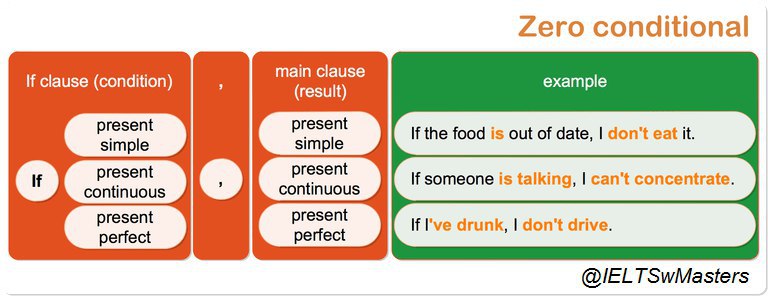 Zero conditional
If clause (condition)
,
main clause
(result)
example
If
present
simple
present
continuous
present
perfect
,
present
simple
present
continuous
present
perfect
If the food is out of date, I don't eat it.
If someone is talking, I can't concentrate.
If I've drunk, I don't drive.
@IELTSwMasters